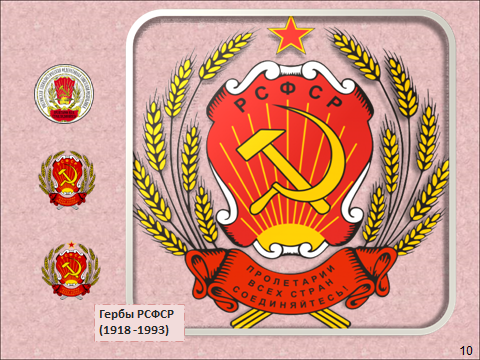 РСФСР
ПРОЛЕТАРИИ
ВСЕХ СТРАН
СОЕДИНЯЙТЕСЬ!
Гербы РСФСР
(1918 -1993)
10